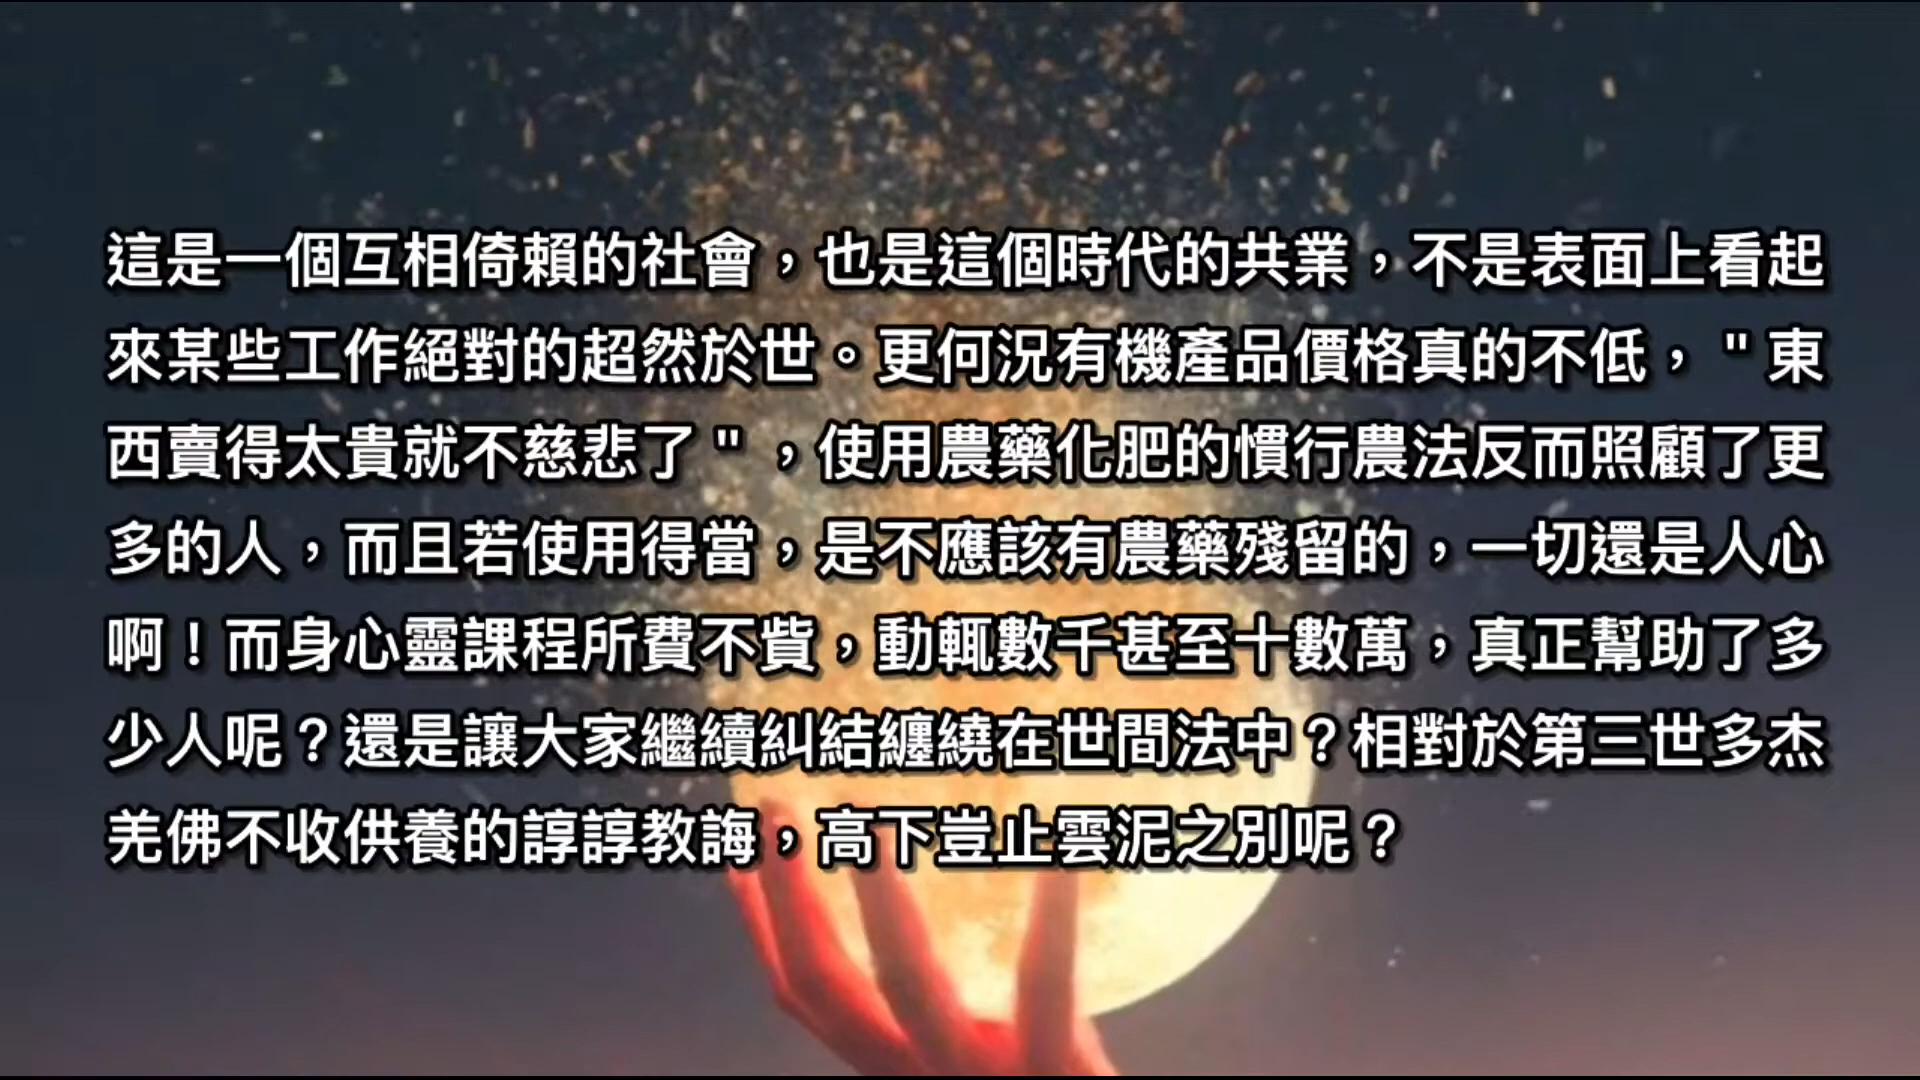 這是一個互相倚賴的社會，也是這個時代的共業，不是表面上看起
來某些工作絕對的超然於世。更何況有機產品價格真的不低，＂東
西賣得太貴就不慈悲了＂，使用農藥化肥的慣行農法反而照顧了更
多的人，而且若使用得當，是不應該有農藥殘留的，一切還是人心
啊！而身心靈課程所費不貲，動輒數千甚至十數萬，真正幫助了多
少人呢？還是讓大家繼續糾結纏繞在世間法中？相對於第三世多杰
羌佛不收供養的諄諄教誨，高下豈止雲泥之別呢？